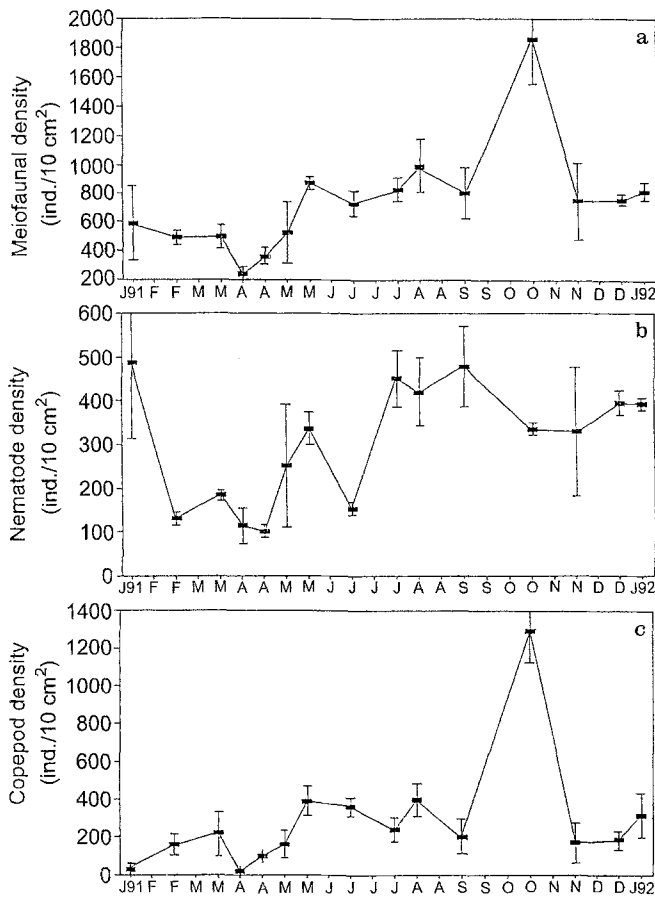 a
2000
1800
1600
1400
1200
1000
800
600
400
200
Meiofaunal density
(ind./10 cm²)
J91 F F M M A A M M J J J J A S S O O N N D D J92
b
600
500
400
300
200
100
0
Nematode density
(ind./10 cm²)
J91 F F M M A A M M J J J J A S S O O N N D D J92
c
1400
1200
1000
800
600
400
200
0
Copepod density
(ind./10 cm²)
J91 F F M M A A M M J J J J A S S O O N N D D J92